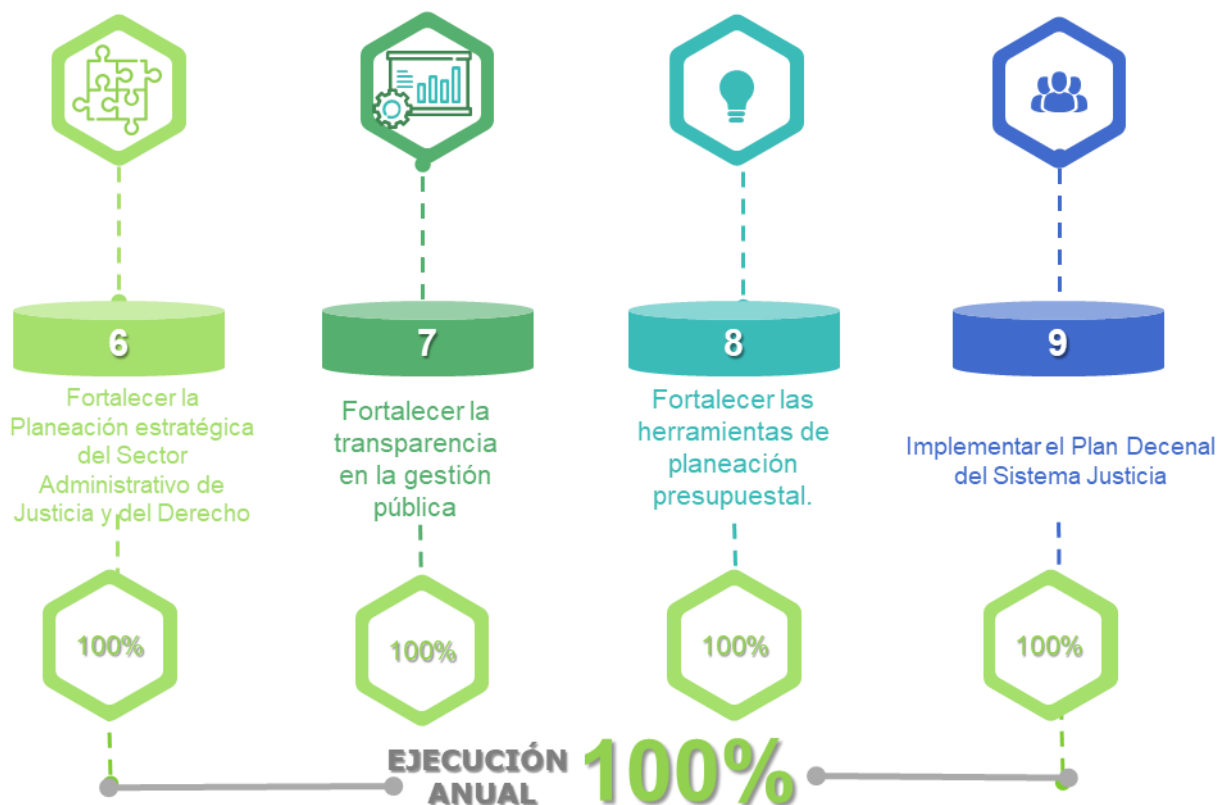 6
Fortalecer la
Planeación estratégica
del Sector
Administrativo de
Justicia y del Derecho
100%
7
Fortalecer la
transparencia
en la gestión
pública
100%
8
Fortalecer las
herramientas de
planeación
presupuestal.
100%
9
Implementar el Plan Decenal
del Sistema Justicia
100%
EJECUCIÓN
ANUAL
100%